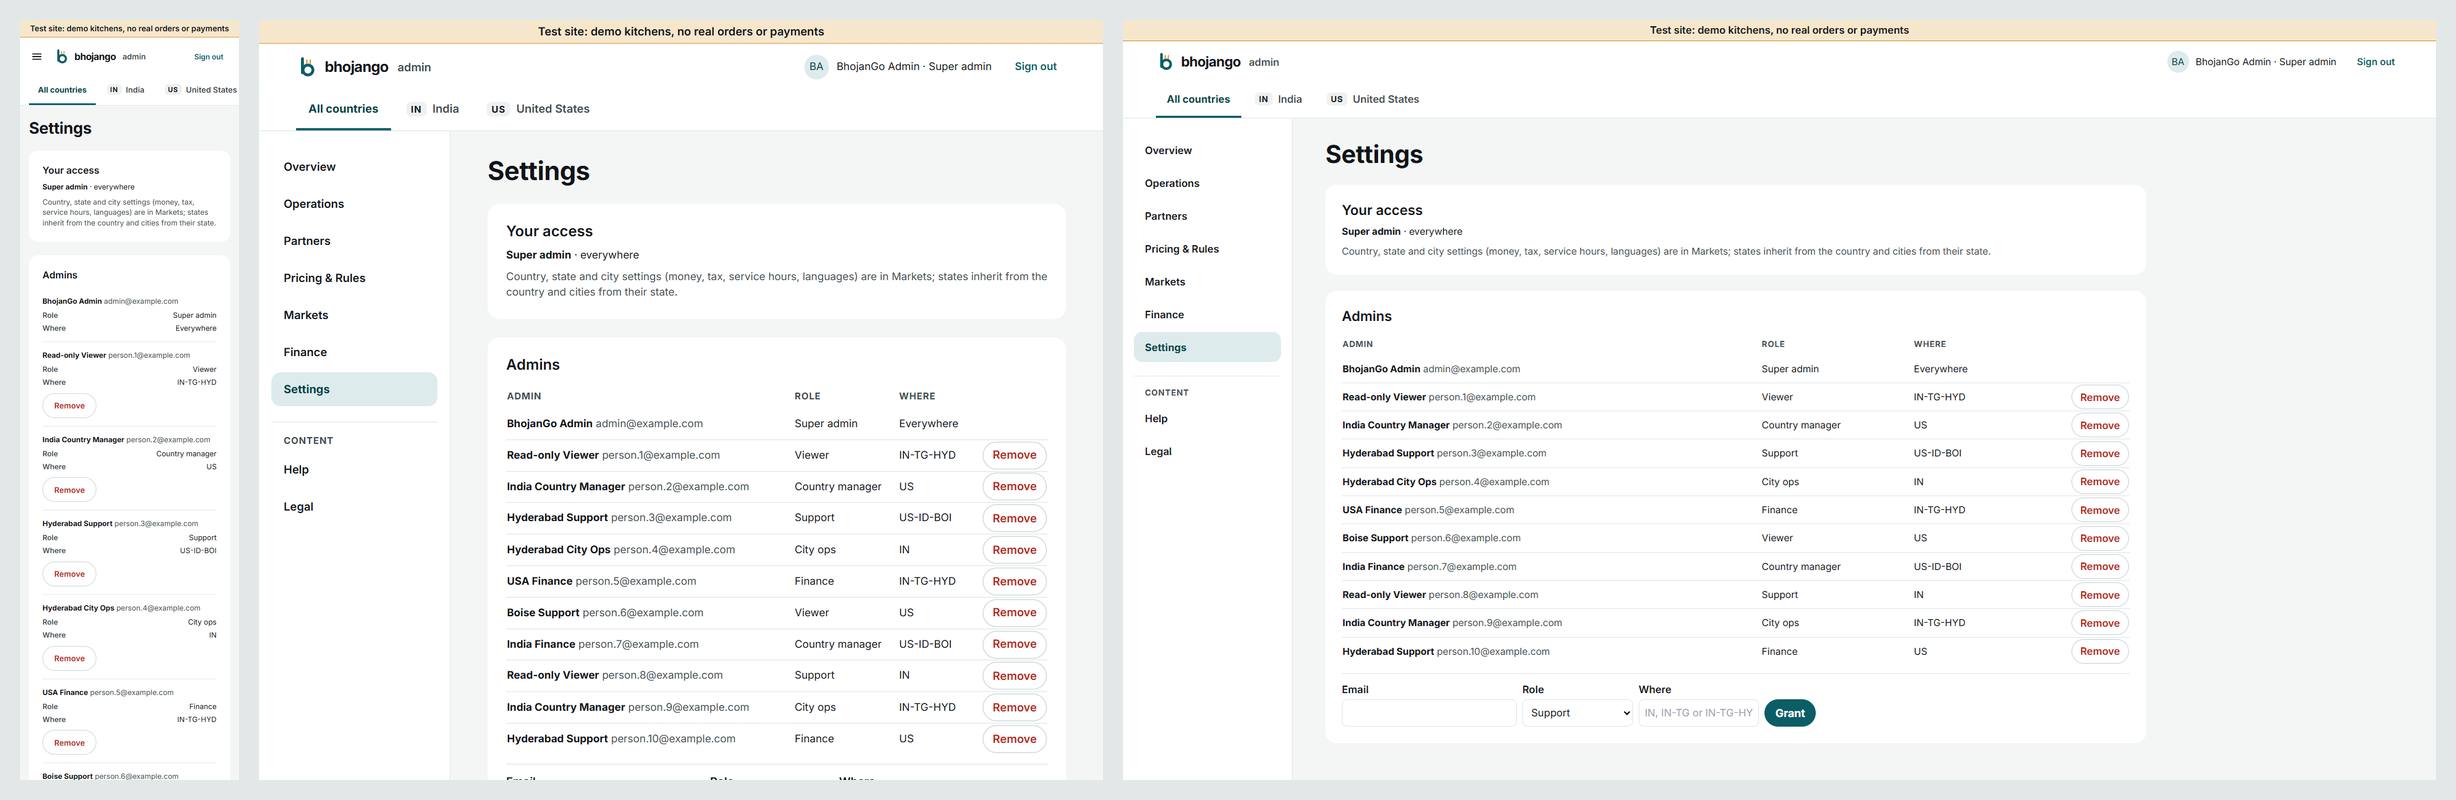 Test site: demo kitchens, no real orders or payments
bhojango admin
Sign out
All countries
IN India
US United States
Settings
Your access
Super admin · everywhere
Country, state and city settings (money, tax,
service hours, languages) are in Markets; states
inherit from the country and cities from their state.
Admins
BhojanGo Admin admin@example.com
Role Super admin
Where Everywhere
Read-only Viewer person.1@example.com
Role Viewer
Where IN-TG-HYD
Remove
India Country Manager person.2@example.com
Role Country manager
Where US
Remove
Hyderabad Support person.3@example.com
Role Support
Where US-ID-BOI
Remove
Hyderabad City Ops person.4@example.com
Role City ops
Where IN
Remove
USA Finance person.5@example.com
Role Finance
Where IN-TG-HYD
Remove
Boise Support person.6@example.com
Test site: demo kitchens, no real orders or payments
bhojango admin
BA BhojanGo Admin · Super admin
Sign out
All countries
IN India
US United States
Overview
Operations
Partners
Pricing & Rules
Markets
Finance
Settings
CONTENT
Help
Legal
Settings
Your access
Super admin · everywhere
Country, state and city settings (money, tax, service hours, languages) are in Markets; states inherit from the
country and cities from their state.
Admins
ADMIN ROLE WHERE
BhojanGo Admin admin@example.com Super admin Everywhere
Read-only Viewer person.1@example.com Viewer IN-TG-HYD Remove
India Country Manager person.2@example.com Country manager US Remove
Hyderabad Support person.3@example.com Support US-ID-BOI Remove
Hyderabad City Ops person.4@example.com City ops IN Remove
USA Finance person.5@example.com Finance IN-TG-HYD Remove
Boise Support person.6@example.com Viewer US Remove
India Finance person.7@example.com Country manager US-ID-BOI Remove
Read-only Viewer person.8@example.com Support IN Remove
India Country Manager person.9@example.com City ops IN-TG-HYD Remove
Hyderabad Support person.10@example.com Finance US Remove
Email Role Where
Test site: demo kitchens, no real orders or payments
bhojango admin
BA BhojanGo Admin · Super admin
Sign out
All countries
IN India
US United States
Overview
Operations
Partners
Pricing & Rules
Markets
Finance
Settings
CONTENT
Help
Legal
Settings
Your access
Super admin · everywhere
Country, state and city settings (money, tax, service hours, languages) are in Markets; states inherit from the country and cities from their state.
Admins
ADMIN ROLE WHERE
BhojanGo Admin admin@example.com Super admin Everywhere
Read-only Viewer person.1@example.com Viewer IN-TG-HYD Remove
India Country Manager person.2@example.com Country manager US Remove
Hyderabad Support person.3@example.com Support US-ID-BOI Remove
Hyderabad City Ops person.4@example.com City ops IN Remove
USA Finance person.5@example.com Finance IN-TG-HYD Remove
Boise Support person.6@example.com Viewer US Remove
India Finance person.7@example.com Country manager US-ID-BOI Remove
Read-only Viewer person.8@example.com Support IN Remove
India Country Manager person.9@example.com City ops IN-TG-HYD Remove
Hyderabad Support person.10@example.com Finance US Remove
Email Role Where
Support IN, IN-TG or IN-TG-HY Grant